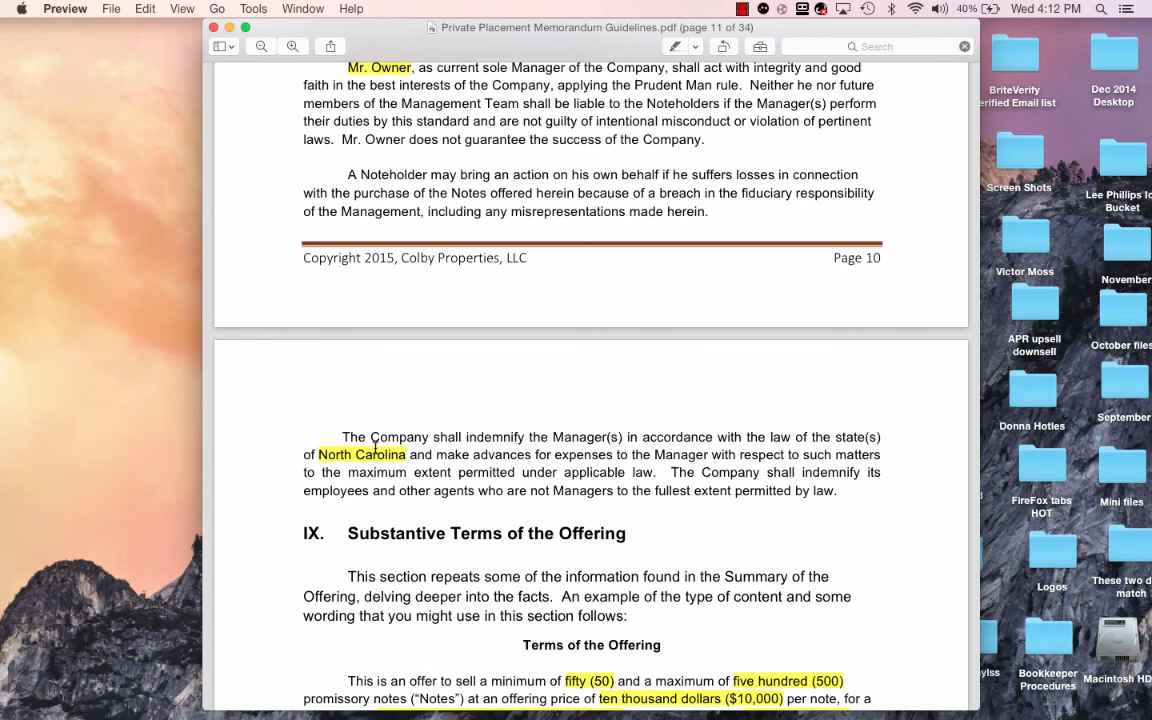 Preview File Edit View Go Tools Window Help
40% Wed 4:12 PM
Private Placement Memorandum Guidelines.pdf (page 11 of 34)
Search
Mr. Owner, as current sole Manager of the Company, shall act with integrity and good
faith in the best interests of the Company, applying the Prudent Man rule. Neither he nor future
members of the Management Team shall be liable to the Noteholders if the Manager(s) perform
their duties by this standard and are not guilty of intentional misconduct or violation of pertinent
laws. Mr. Owner does not guarantee the success of the Company.
A Noteholder may bring an action on his own behalf if he suffers losses in connection
with the purchase of the Notes offered herein because of a breach in the fiduciary responsibility
of the Management, including any misrepresentations made herein.
Copyright 2015, Colby Properties, LLC Page 10
The Company shall indemnify the Manager(s) in accordance with the law of the state(s)
of North Carolina and make advances for expenses to the Manager with respect to such matters
to the maximum extent permitted under applicable law. The Company shall indemnify its
employees and other agents who are not Managers to the fullest extent permitted by law.
IX. Substantive Terms of the Offering
This section repeats some of the information found in the Summary of the
Offering, delving deeper into the facts. An example of the type of content and some
wording that you might use in this section follows:
Terms of the Offering
This is an offer to sell a minimum of fifty (50) and a maximum of five hundred (500)
promissory notes (“Notes”) at an offering price of ten thousand dollars ($10,000) per note, for a
BriteVerify
erified Email list
Dec 2014
Desktop
Screen Shots
Lee Phillips Ic
Bucket
Victor Moss
November
APR upsell
downsell
October files
Donna Hotles
September
FireFox tabs
HOT
Mini files
Logos
These two d
match
ylss
Bookkeeper
Procedures
Macintosh HD